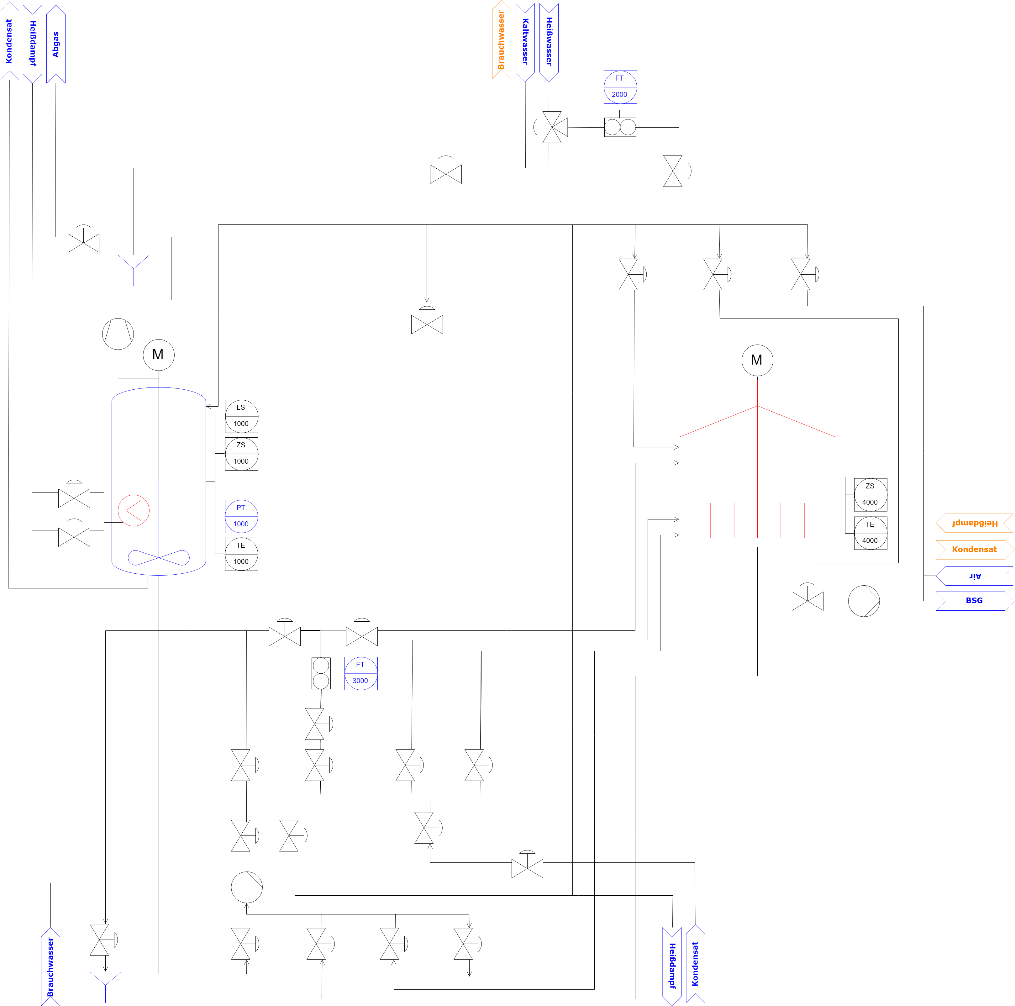 Kondensat
Heißdampf
Abgas
Brauchwasser
Kaltwasser
Heißwasser
FT
2000
M
M
LS
1000
ZS
1000
PT
1000
TE
1000
ZS
4000
TE
4000
Heißdampf
Kondensat
Air
BSG
FT
3000
Brauchwasser
Heißdampf
Kondensat